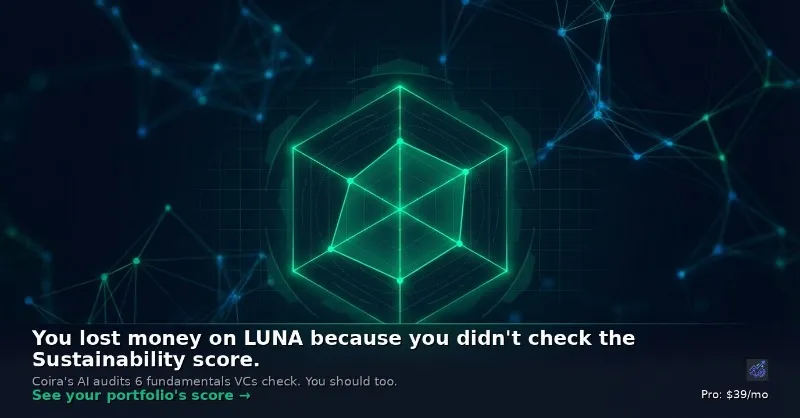 You lost money on LUNA because you didn't check the
Sustainability score.
Coira's AI audits 6 fundamentals VCs check. You should too.
See your portfolio's score →
Pro: $39/mo